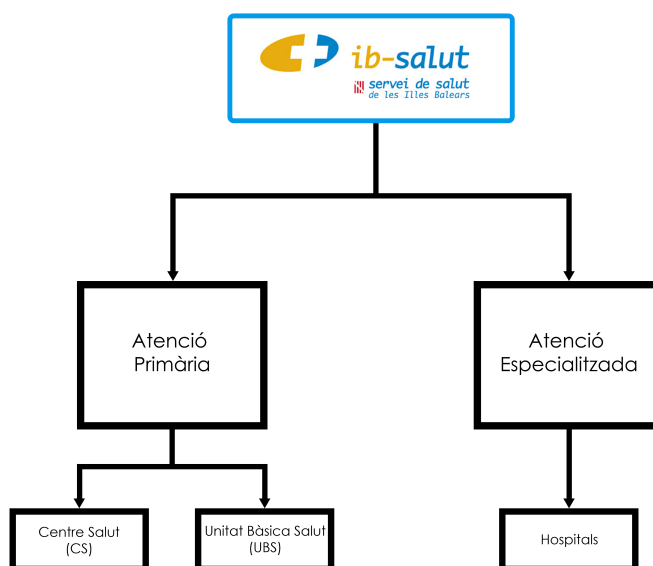 ib-salut
servei de salut
de les Illes Balears
Atenció
Primària
Atenció
Especialitzada
Centre Salut
(CS)
Unitat Bàsica Salut
(UBS)
Hospitals